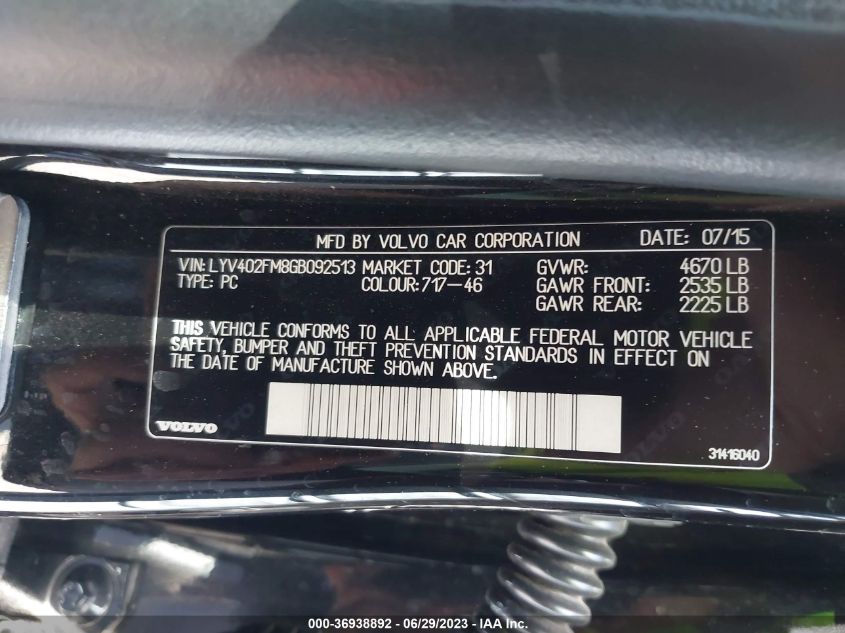 MFD BY VOLVO CAR CORPORATION DATE: 07/15
VIN:LYV402FM8GB092513 MARKET CODE:31 GVWR: 4670 LB
TYPE: PC COLOUR:717-46 GAWR FRONT: 2535 LB
GAWR REAR: 2225 LB
THIS VEHICLE CONFORMS TO ALL APPLICABLE FEDERAL MOTOR VEHICLE
SAFETY, BUMPER AND THEFT PREVENTION STANDARDS IN EFFECT ON
THE DATE OF MANUFACTURE SHOWN ABOVE.
VOLVO 31416040
000-36938892 - 06/29/2023 - IAA Inc.